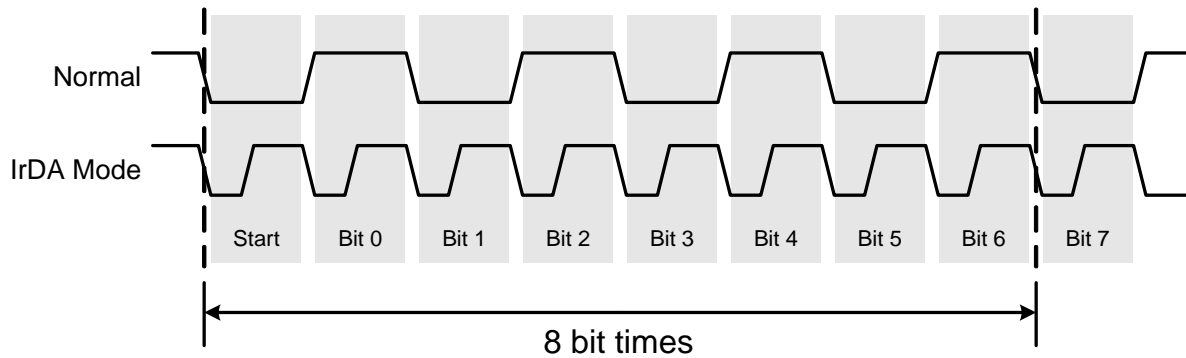 Normal
IrDA Mode
Start Bit 0 Bit 1 Bit 2 Bit 3 Bit 4 Bit 5 Bit 6 Bit 7
8 bit times